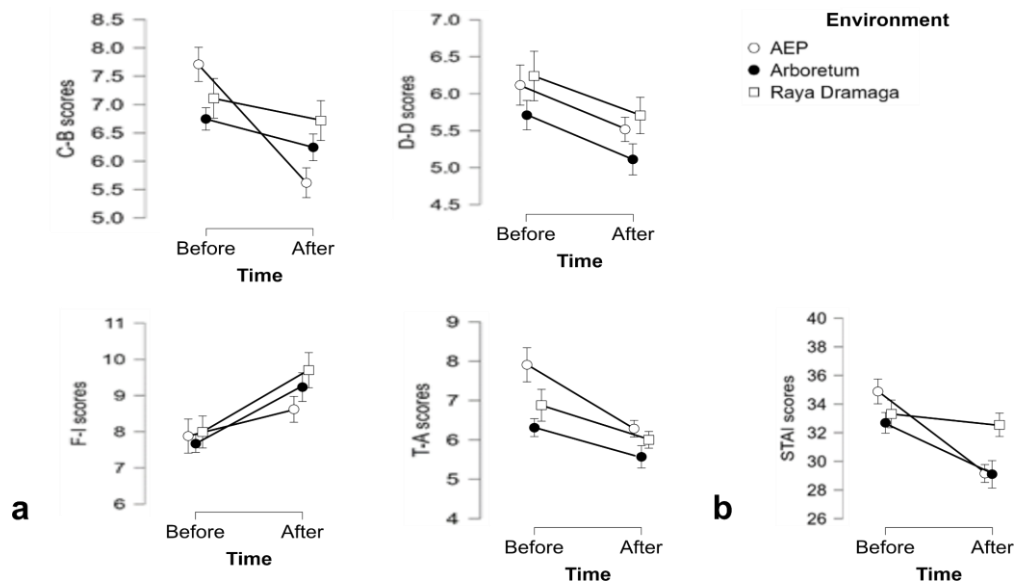 Environment
AEP
Arboretum
Raya Dramaga
C-B scores
8.5
8.0
7.5
7.0
6.5
6.0
5.5
5.0
Before After
Time
D-D scores
6.5
6.0
5.5
5.0
4.5
Before After
Time
a
F-I scores
11
10
9
8
7
6
Before After
Time
T-A scores
9
8
7
6
5
4
Before After
Time
b
STAI scores
40
38
36
34
32
30
28
26
Before After
Time